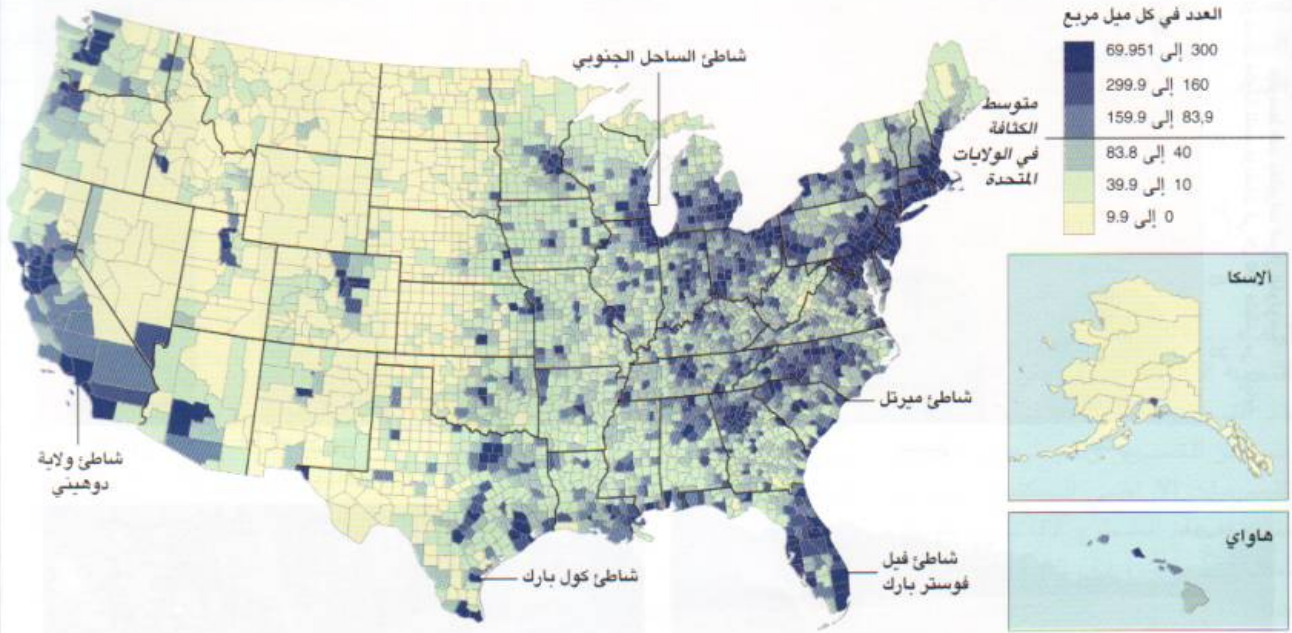 العدد في كل ميل مربع
300 إلى 69.951
160 إلى 299.9
83,9 إلى 159.9
40 إلى 83.8
10 إلى 39.9
0 إلى 9.9
متوسط
الكثافة
في الولايات
المتحدة
شاطئ الساحل الجنوبي
الاسكا
شاطئ ميرتل
شاطئ ولاية
دوهيني
هاواي
شاطئ فيل
فوستر بارك
شاطئ كول بارك